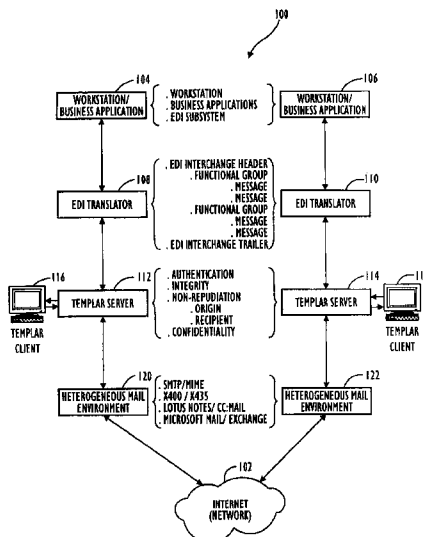 100
104
WORKSTATION/
BUSINESS APPLICATION
. WORKSTATION
. BUSINESS APPLICATIONS
. EDI SUBSYSTEM
106
WORKSTATION/
BUSINESS APPLICATION
108
EDI TRANSLATOR
. EDI INTERCHANGE HEADER
. FUNCTIONAL GROUP
. MESSAGE
. MESSAGE
. FUNCTIONAL GROUP
. MESSAGE
. MESSAGE
. EDI INTERCHANGE TRAILER
110
EDI TRANSLATOR
116
TEMPLAR
CLIENT
112
TEMPLAR SERVER
. AUTHENTICATION
. INTEGRITY
. NON-REPUDIATION
. ORIGIN
. RECIPIENT
. CONFIDENTIALITY
114
TEMPLAR SERVER
11
TEMPLAR
CLIENT
120
HETEROGENEOUS MAIL
ENVIRONMENT
. SMTP/MIME
. X400 / X435
. LOTUS NOTES/ CC:MAIL
. MICROSOFT MAIL/ EXCHANGE
122
HETEROGENEOUS MAIL
ENVIRONMENT
102
INTERNET
(NETWORK)